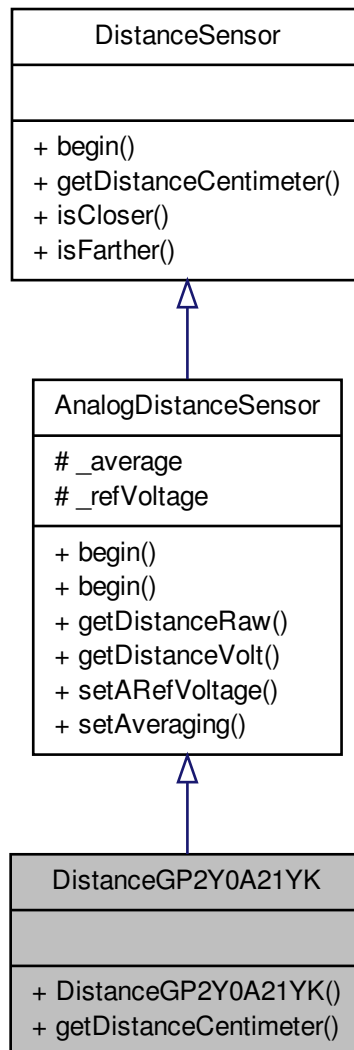 DistanceSensor
+ begin()
+ getDistanceCentimeter()
+ isCloser()
+ isFarther()
AnalogDistanceSensor
# _average
# _refVoltage
+ begin()
+ begin()
+ getDistanceRaw()
+ getDistanceVolt()
+ setARefVoltage()
+ setAveraging()
DistanceGP2Y0A21YK
+ DistanceGP2Y0A21YK()
+ getDistanceCentimeter()